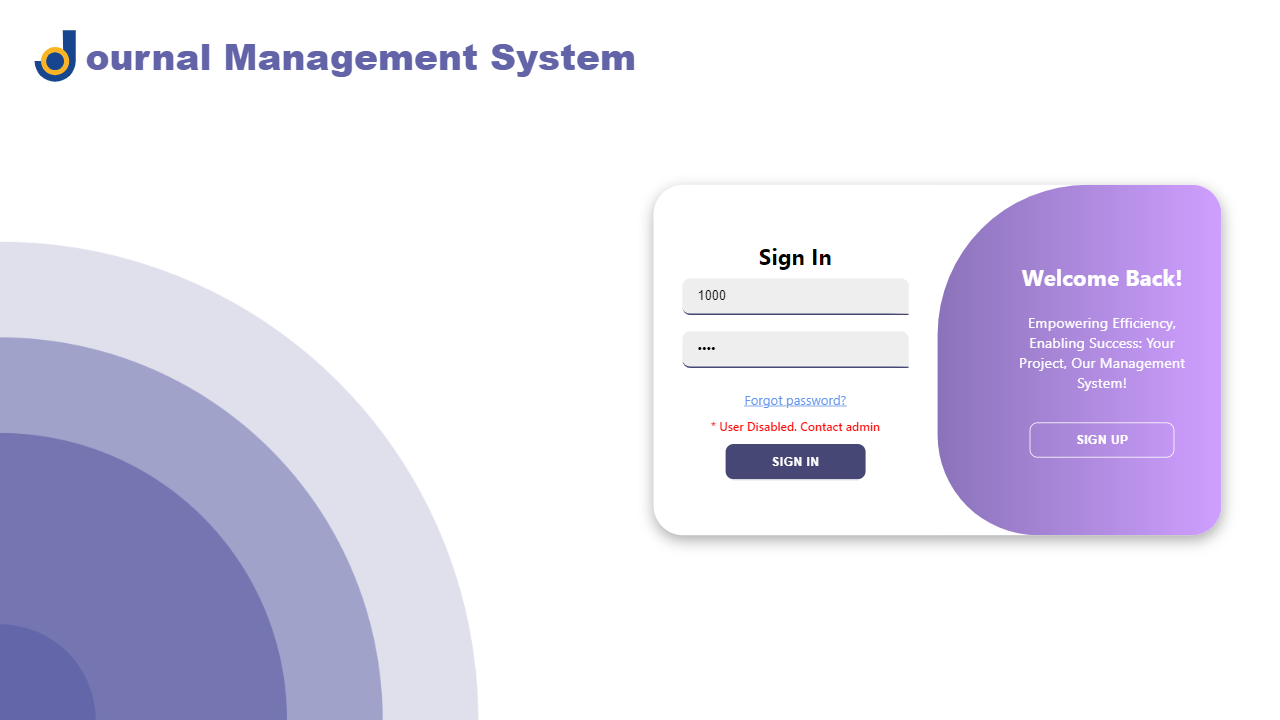 Journal Management System
Sign In
1000
••••
Forgot password?
* User Disabled. Contact admin
SIGN IN
Welcome Back!
Empowering Efficiency,
Enabling Success: Your
Project, Our Management
System!
SIGN UP